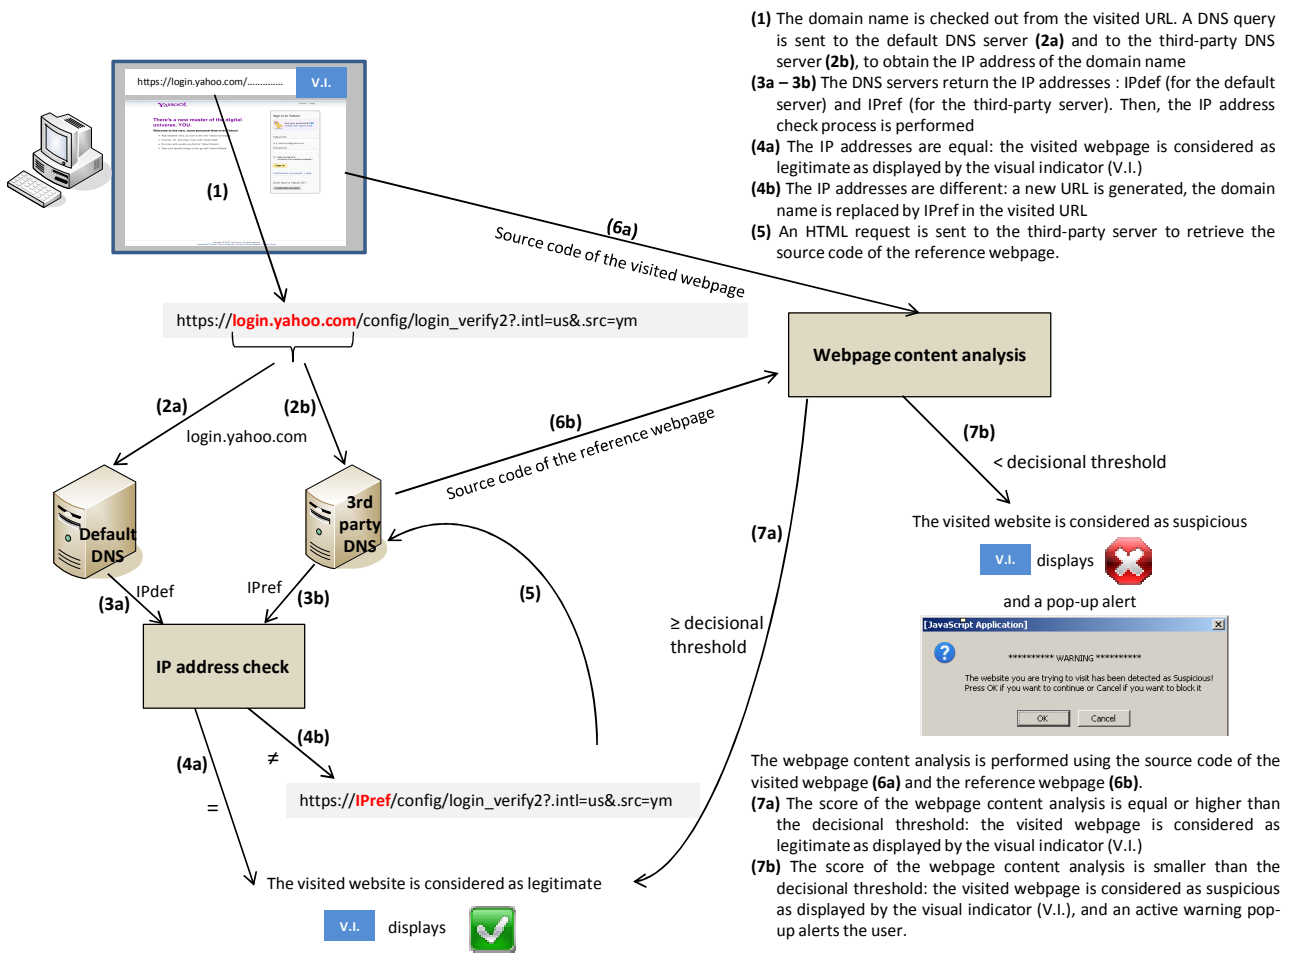 (1) The domain name is checked out from the visited URL. A DNS query
is sent to the default DNS server (2a) and to the third-party DNS
server (2b), to obtain the IP address of the domain name
(3a – 3b) The DNS servers return the IP addresses : IPdef (for the default
server) and IPref (for the third-party server). Then, the IP address
check process is performed
(4a) The IP addresses are equal: the visited webpage is considered as
legitimate as displayed by the visual indicator (V.I.)
(4b) The IP addresses are different: a new URL is generated, the domain
name is replaced by IPref in the visited URL
(5) An HTML request is sent to the third-party server to retrieve the
source code of the reference webpage.
https://login.yahoo.com/..............
V.I.
YAHOO!
There's a new master of the digital
universe. YOU.
Sign in to Yahoo!
(1)
(6a)
Source code of the visited webpage
https://login.yahoo.com/config/login_verify2?.intl=us&.src=ym
Webpage content analysis
(2a)
(2b)
login.yahoo.com
(6b)
Source code of the reference webpage
(7b)
< decisional threshold
Default
DNS
3rd
party
DNS
The visited website is considered as suspicious
V.I.
displays
and a pop-up alert
(7a)
≥ decisional
threshold
IPdef
IPref
(3a)
(3b)
(5)
[JavaScript Application]
********** WARNING **********
The website you are trying to visit has been detected as Suspicious!
Press OK if you want to continue or Cancel if you want to block it
OK
Cancel
IP address check
(4a)
=
(4b)
≠
https://IPref/config/login_verify2?.intl=us&.src=ym
The visited website is considered as legitimate
V.I.
displays
The webpage content analysis is performed using the source code of the
visited webpage (6a) and the reference webpage (6b).
(7a) The score of the webpage content analysis is equal or higher than
the decisional threshold: the visited webpage is considered as
legitimate as displayed by the visual indicator (V.I.)
(7b) The score of the webpage content analysis is smaller than the
decisional threshold: the visited webpage is considered as suspicious
as displayed by the visual indicator (V.I.), and an active warning pop-
up alerts the user.